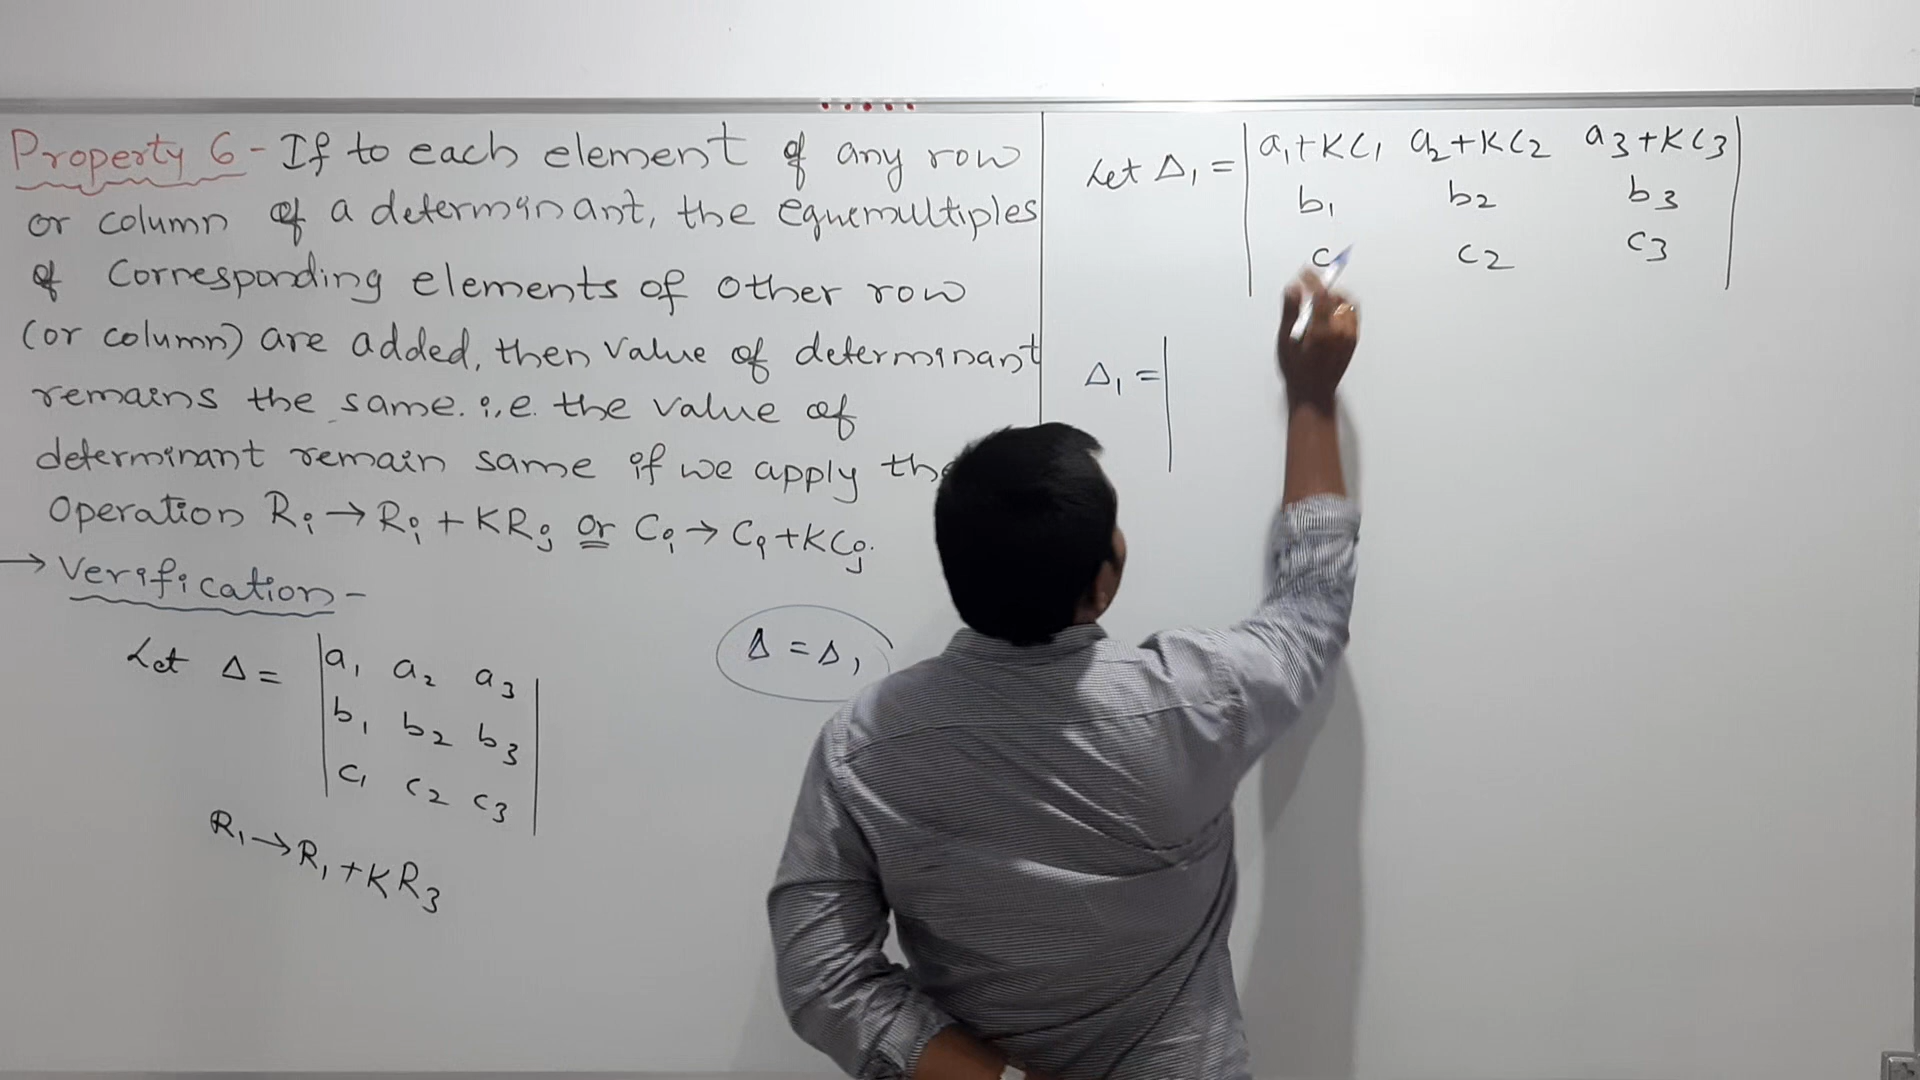 Property 6 - If to each element of any row
or column of a determinant, the equemultiples
of corresponding elements of other row
(or column) are added, then value of determinant
remains the same. i.e. the value of
determinant remain same if we apply the
operation Ri → Ri + KRj or Ci → Ci + KCj.
→ Verification -
Let Δ = | a1 a2 a3 |
b1 b2 b3
c1 c2 c3
R1 → R1 + KR3
Δ = Δ1
Let Δ1 = | a1+KC1 a2+KC2 a3+KC3 |
b1 b2 b3
c c2 c3
Δ1 = |